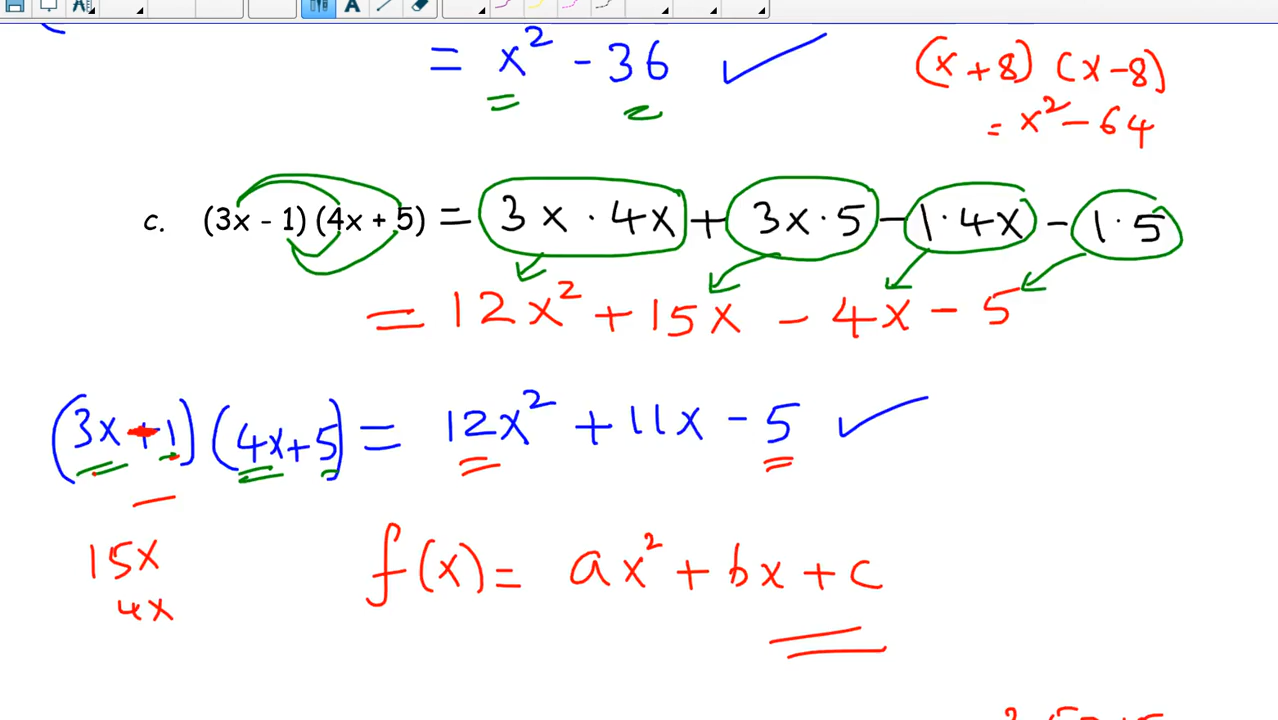 = x² - 36 ✓
(x+8) (x-8)
= x² - 64
c. (3x - 1)(4x + 5) = 3x · 4x + 3x · 5 - 1 · 4x - 1 · 5
= 12x² + 15x - 4x - 5
(3x - 1)(4x + 5) = 12x² + 11x - 5 ✓
15x
4x
f(x) = ax² + bx + c